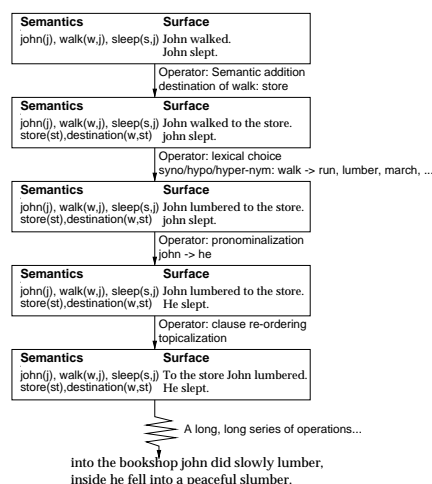 Semantics Surface
john(j), walk(w,j), sleep(s,j) John walked.
John slept.
Operator: Semantic addition
destination of walk: store
Semantics Surface
john(j), walk(w,j), sleep(s,j) John walked to the store.
store(st),destination(w,st) john slept.
Operator: lexical choice
syno/hypo/hyper-nym: walk -> run, lumber, march, ...
Semantics Surface
john(j), walk(w,j), sleep(s,j) John lumbered to the store.
store(st),destination(w,st) john slept.
Operator: pronominalization
john -> he
Semantics Surface
john(j), walk(w,j), sleep(s,j) John lumbered to the store.
store(st),destination(w,st) He slept.
Operator: clause re-ordering
topicalization
Semantics Surface
john(j), walk(w,j), sleep(s,j) To the store John lumbered.
store(st),destination(w,st) He slept.
A long, long series of operations...
into the bookshop john did slowly lumber,
inside he fell into a peaceful slumber.